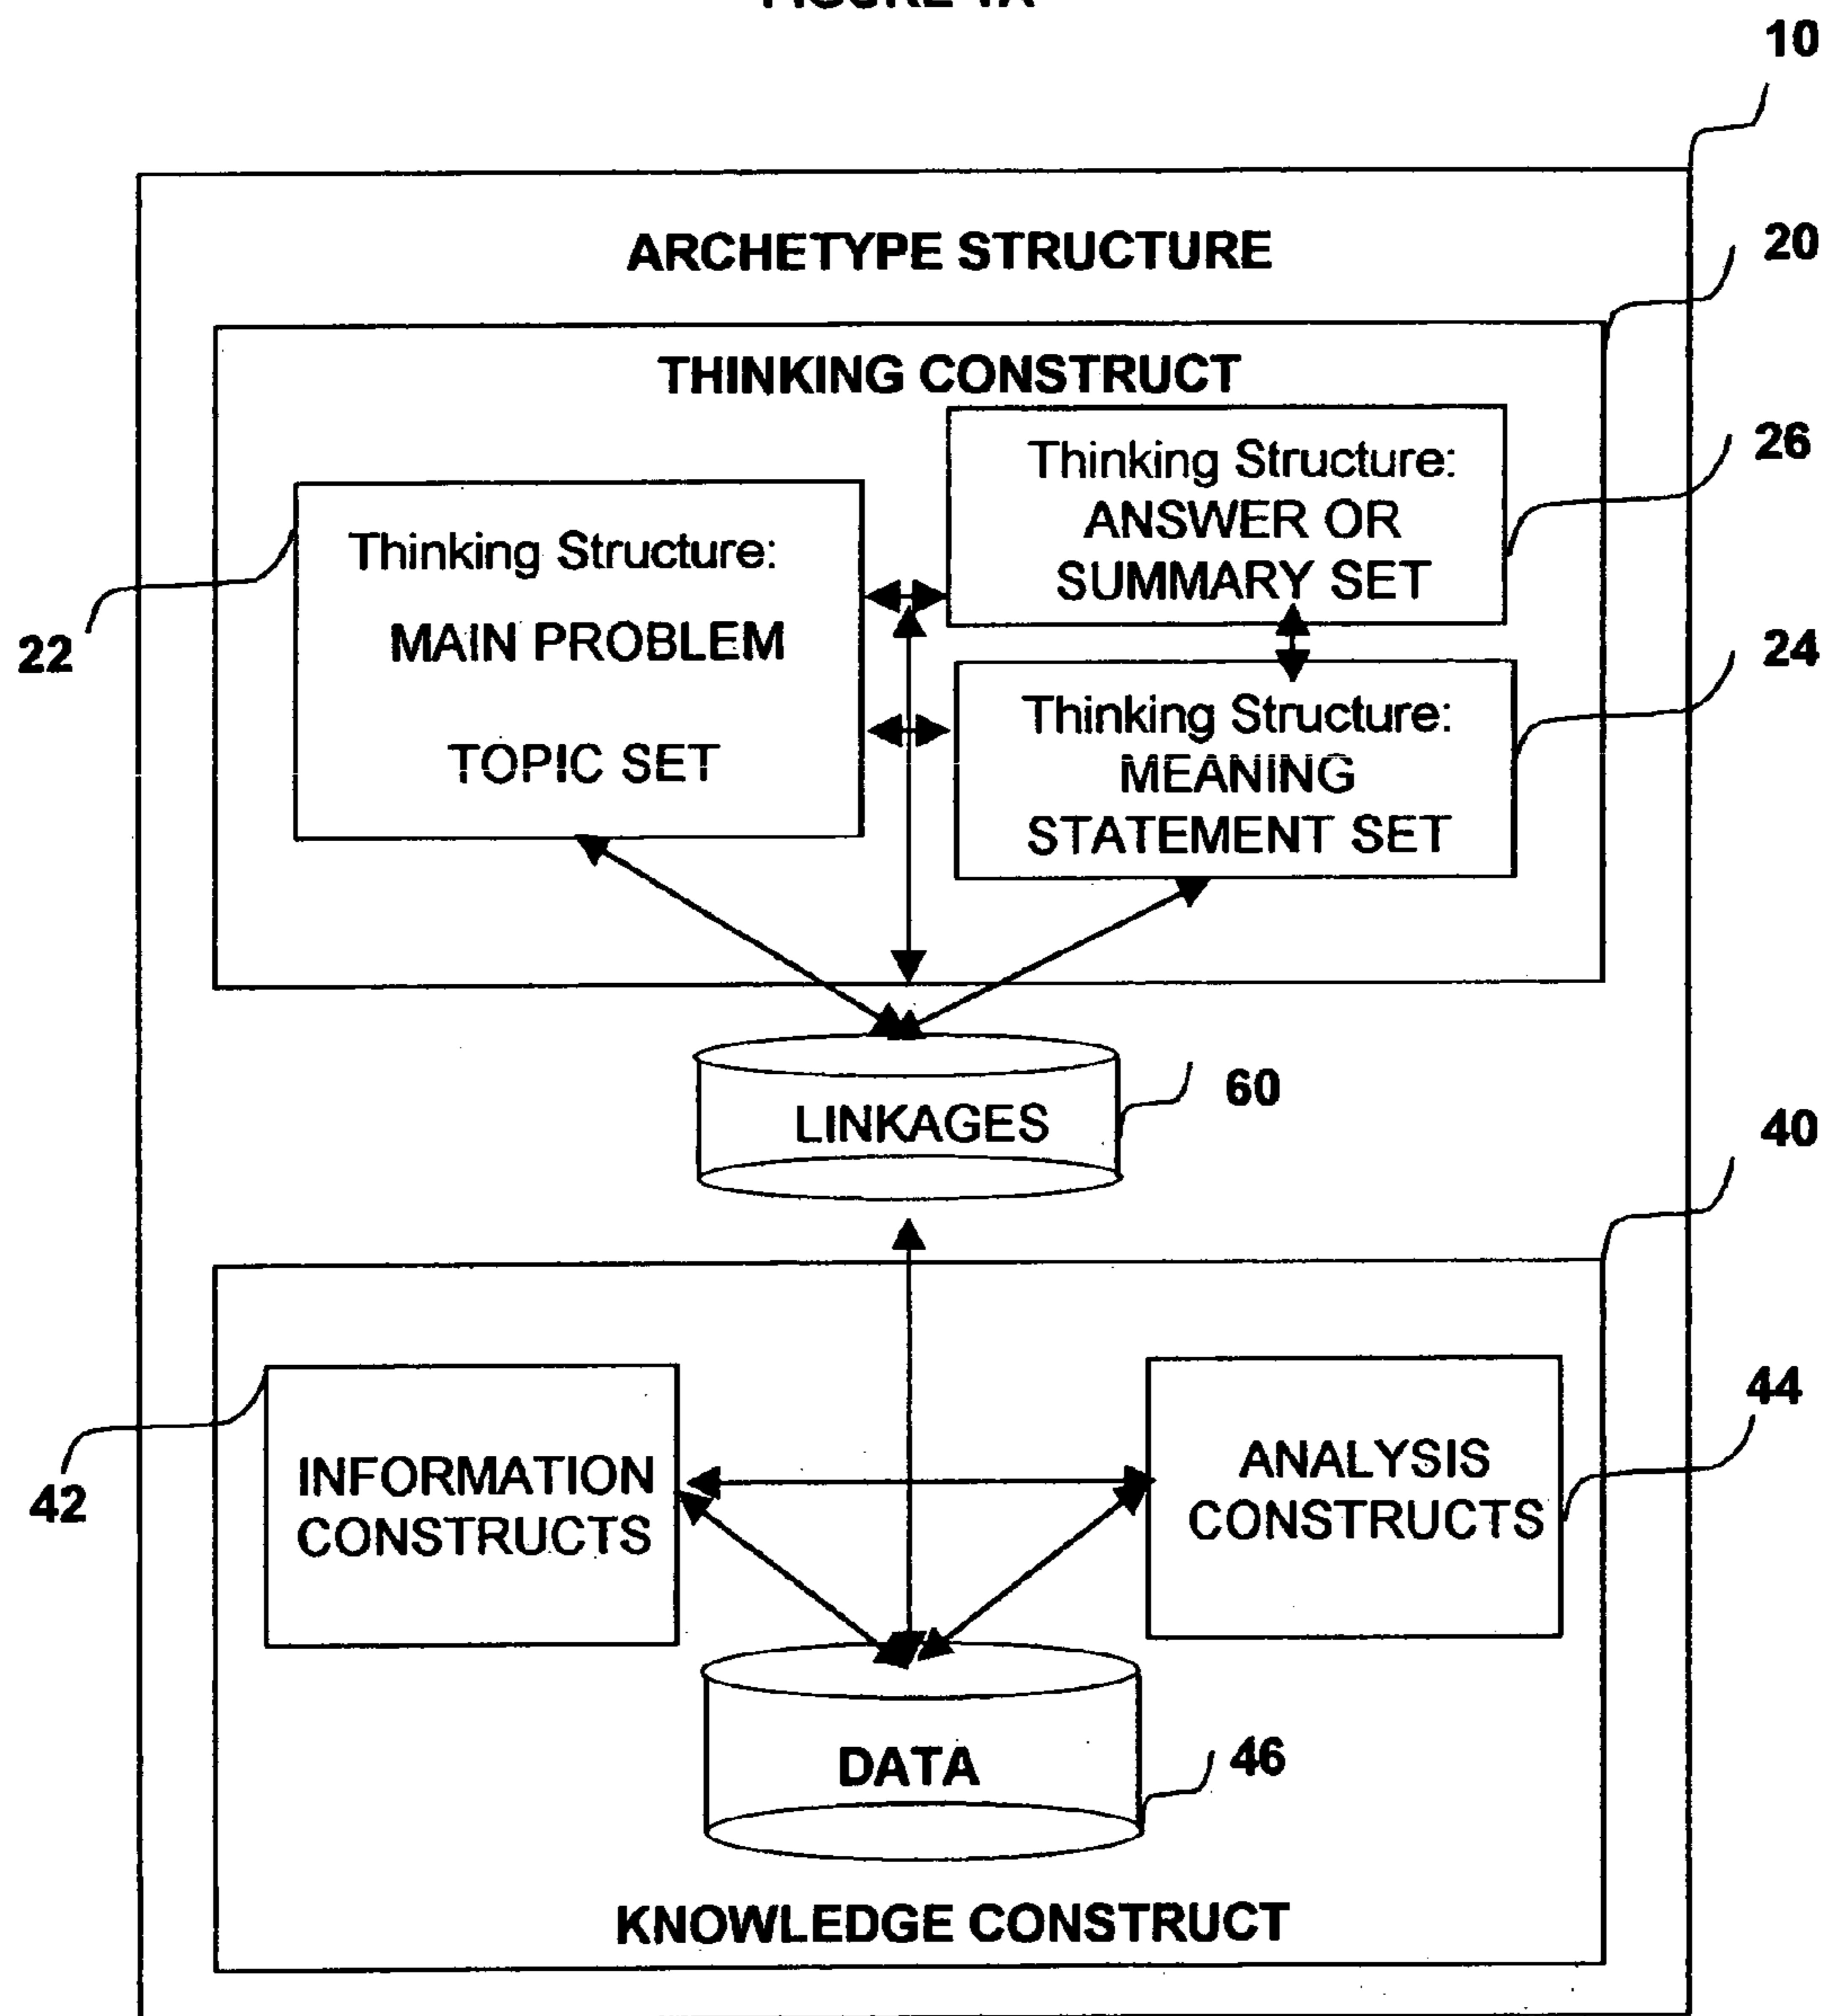 10
ARCHETYPE STRUCTURE
20
THINKING CONSTRUCT
Thinking Structure:
ANSWER OR
SUMMARY SET
26
Thinking Structure:
MAIN PROBLEM
TOPIC SET
22
24
Thinking Structure:
MEANING
STATEMENT SET
LINKAGES
60
40
INFORMATION
CONSTRUCTS
42
ANALYSIS
CONSTRUCTS
44
DATA
46
KNOWLEDGE CONSTRUCT